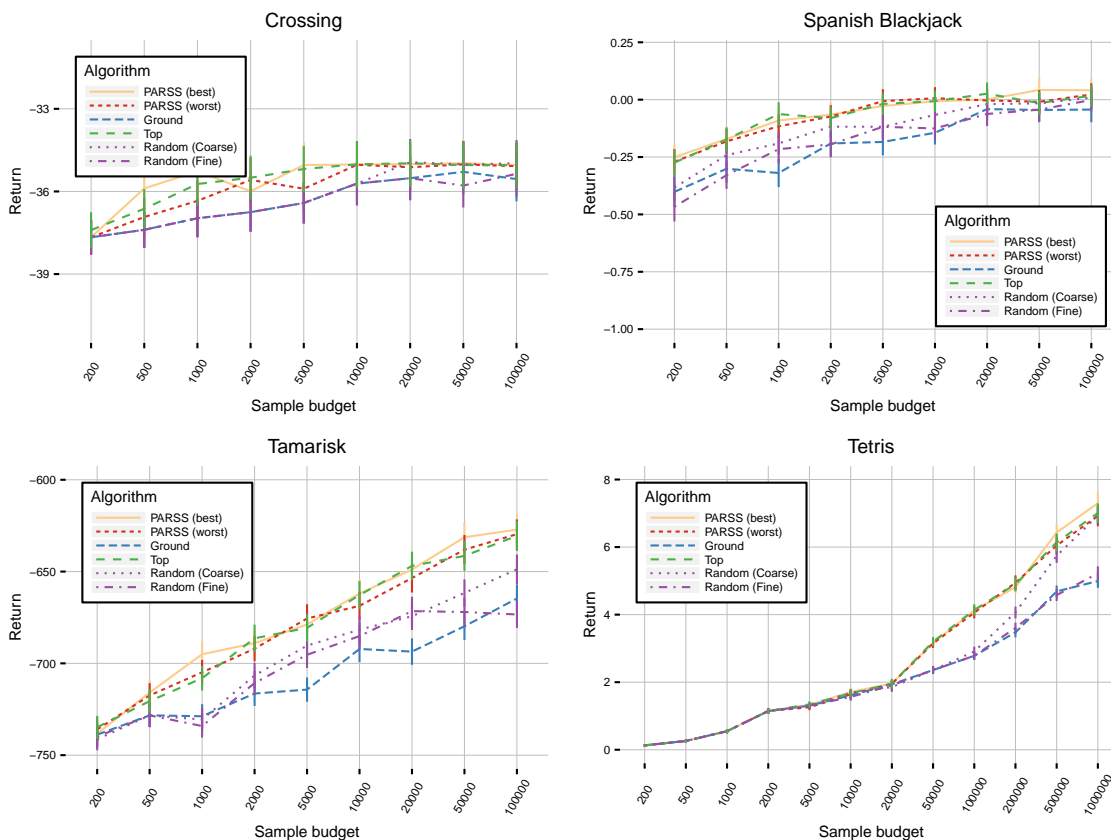 Crossing
Return
−33
−36
−39
Algorithm
PARSS (best)
PARSS (worst)
Ground
Top
Random (Coarse)
Random (Fine)
200
500
1000
2000
5000
10000
20000
50000
100000
Sample budget
Spanish Blackjack
Return
0.25
0.00
−0.25
−0.50
−0.75
−1.00
Algorithm
PARSS (best)
PARSS (worst)
Ground
Top
Random (Coarse)
Random (Fine)
200
500
1000
2000
5000
10000
20000
50000
100000
Sample budget
Tamarisk
Return
−600
−650
−700
−750
Algorithm
PARSS (best)
PARSS (worst)
Ground
Top
Random (Coarse)
Random (Fine)
200
500
1000
2000
5000
10000
20000
50000
100000
Sample budget
Tetris
Return
8
6
4
2
0
Algorithm
PARSS (best)
PARSS (worst)
Ground
Top
Random (Coarse)
Random (Fine)
200
500
1000
2000
5000
10000
20000
50000
100000
200000
500000
1000000
Sample budget